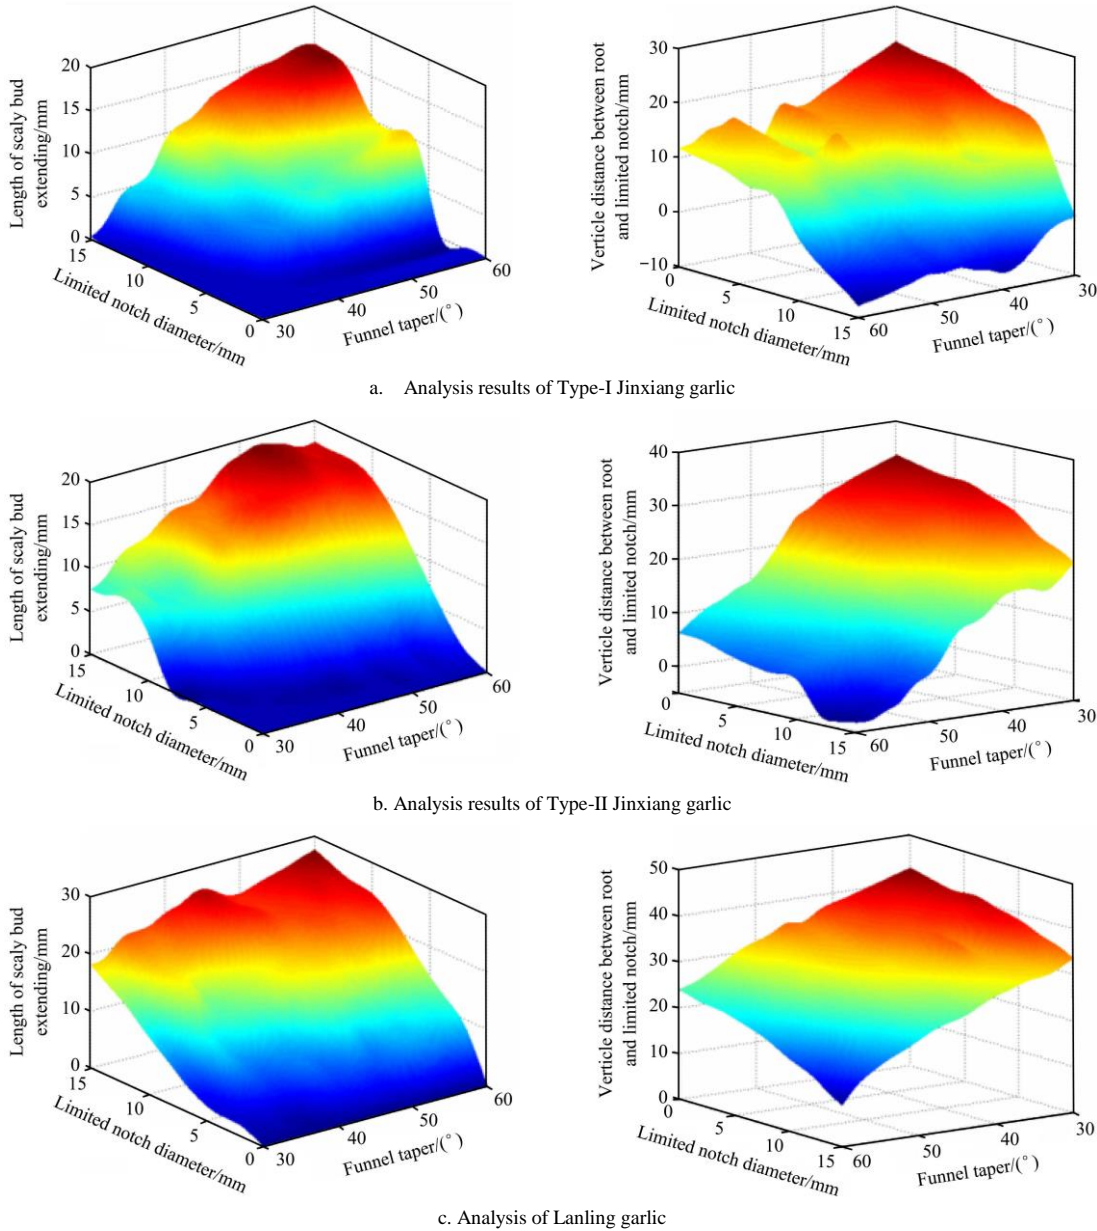 Length of scaly bud
extending/mm
20
15
10
5
0
15
10
5
0
Limited notch diameter/mm
30
40
50
60
Funnel taper/(°)
Verticle distance between root
and limited notch/mm
30
20
10
0
−10
0
5
10
15
Limited notch diameter/mm
60
50
40
30
Funnel taper/(°)
a. Analysis results of Type-I Jinxiang garlic
Length of scaly bud
extending/mm
20
15
10
5
0
15
10
5
0
Limited notch diameter/mm
30
40
50
60
Funnel taper/(°)
Verticle distance between root
and limited notch/mm
40
30
20
10
0
0
5
10
15
Limited notch diameter/mm
60
50
40
30
Funnel taper/(°)
b. Analysis results of Type-II Jinxiang garlic
Length of scaly bud
extending/mm
30
20
10
0
15
10
5
0
Limited notch diameter/mm
30
40
50
60
Funnel taper/(°)
Verticle distance between root
and limited notch/mm
50
40
30
20
10
0
0
5
10
15
Limited notch diameter/mm
60
50
40
30
Funnel taper/(°)
c. Analysis of Lanling garlic